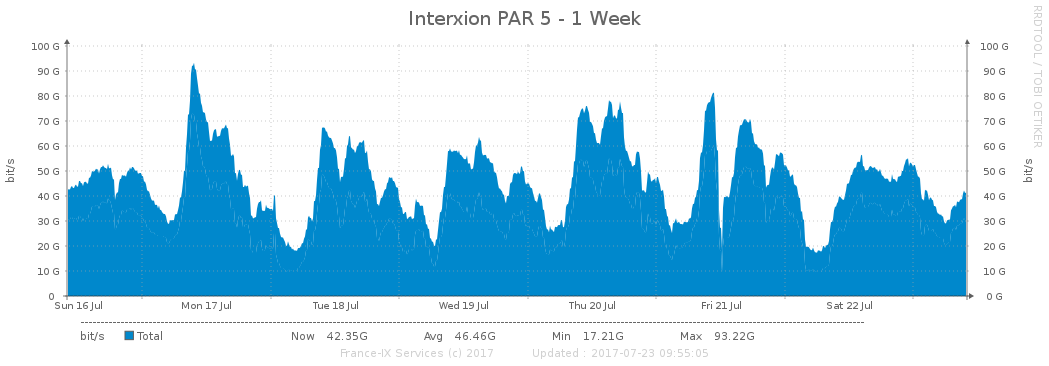 Interxion PAR 5 - 1 Week
RRDTOOL / TOBI OETIKER
bit/s
100 G 100 G
90 G 90 G
80 G 80 G
70 G 70 G
60 G 60 G
50 G 50 G
40 G 40 G
30 G 30 G
20 G 20 G
10 G 10 G
0 0 G
bit/s
Sun 16 Jul Mon 17 Jul Tue 18 Jul Wed 19 Jul Thu 20 Jul Fri 21 Jul Sat 22 Jul
bit/s Total Now 42.35G Avg 46.46G Min 17.21G Max 93.22G
France-IX Services (c) 2017 Updated : 2017-07-23 09:55:05